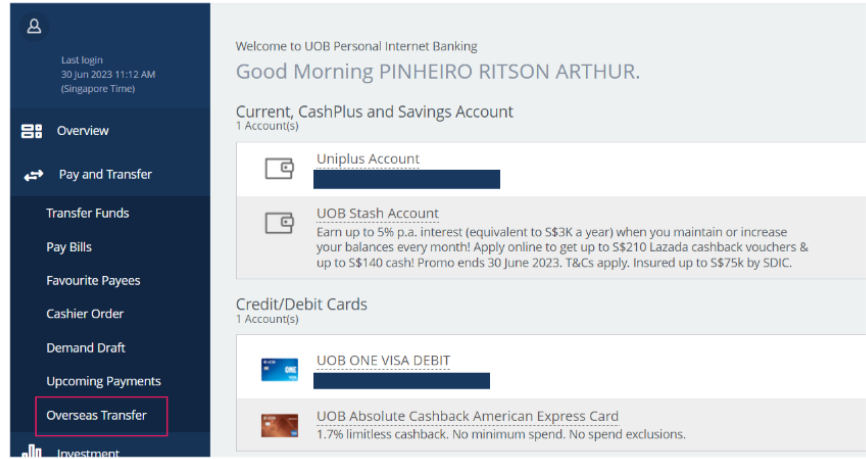 Last login
30 Jun 2023 11:12 AM
(Singapore Time)
Overview
Pay and Transfer
Transfer Funds
Pay Bills
Favourite Payees
Cashier Order
Demand Draft
Upcoming Payments
Overseas Transfer
Investment
Welcome to UOB Personal Internet Banking
Good Morning PINHEIRO RITSON ARTHUR.
Current, CashPlus and Savings Account
1 Account(s)
Uniplus Account
UOB Stash Account
Earn up to 5% p.a. interest (equivalent to S$3K a year) when you maintain or increase
your balances every month! Apply online to get up to S$210 Lazada cashback vouchers &
up to S$140 cash! Promo ends 30 June 2023. T&Cs apply. Insured up to S$75k by SDIC.
Credit/Debit Cards
1 Account(s)
ONE
UOB ONE VISA DEBIT
UOB Absolute Cashback American Express Card
1.7% limitless cashback. No minimum spend. No spend exclusions.